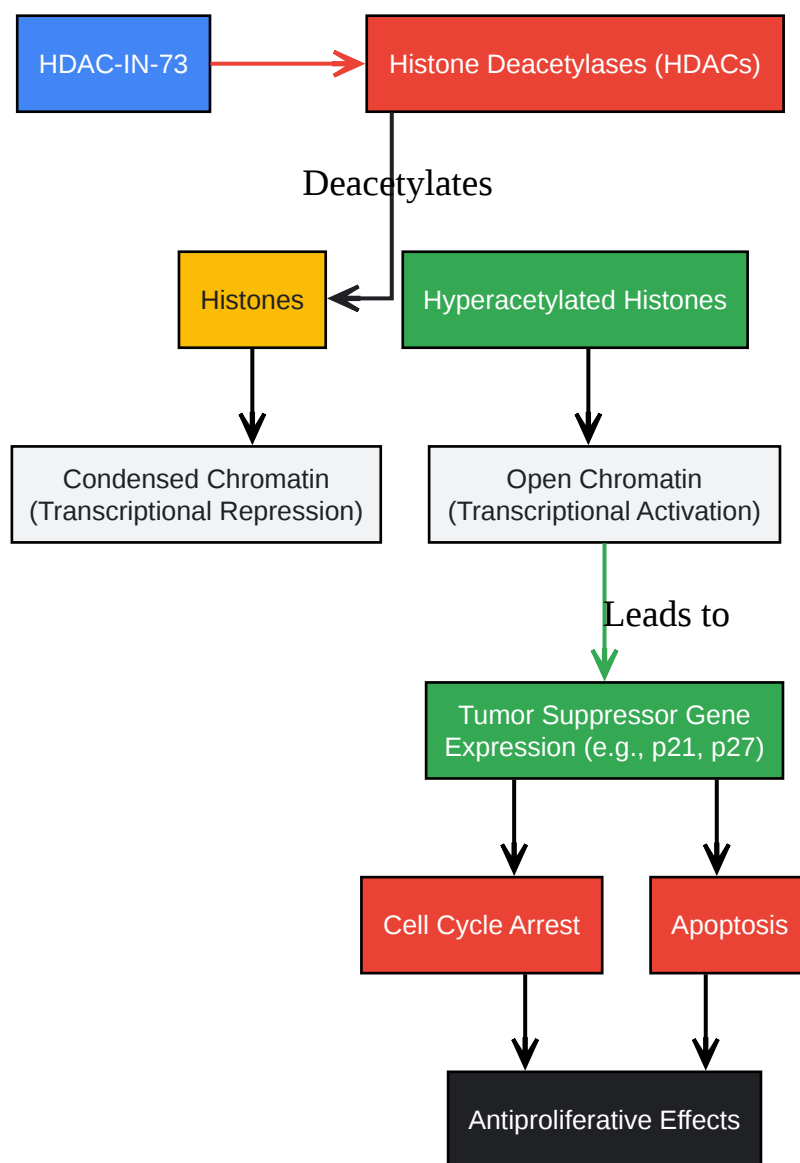 HDAC-IN-73
Histone Deacetylases (HDACs)
Deacetylates
Histones
Hyperacetylated Histones
Condensed Chromatin
(Transcriptional Repression)
Open Chromatin
(Transcriptional Activation)
Leads to
Tumor Suppressor Gene
Expression (e.g., p21, p27)
Cell Cycle Arrest
Apoptosis
Antiproliferative Effects